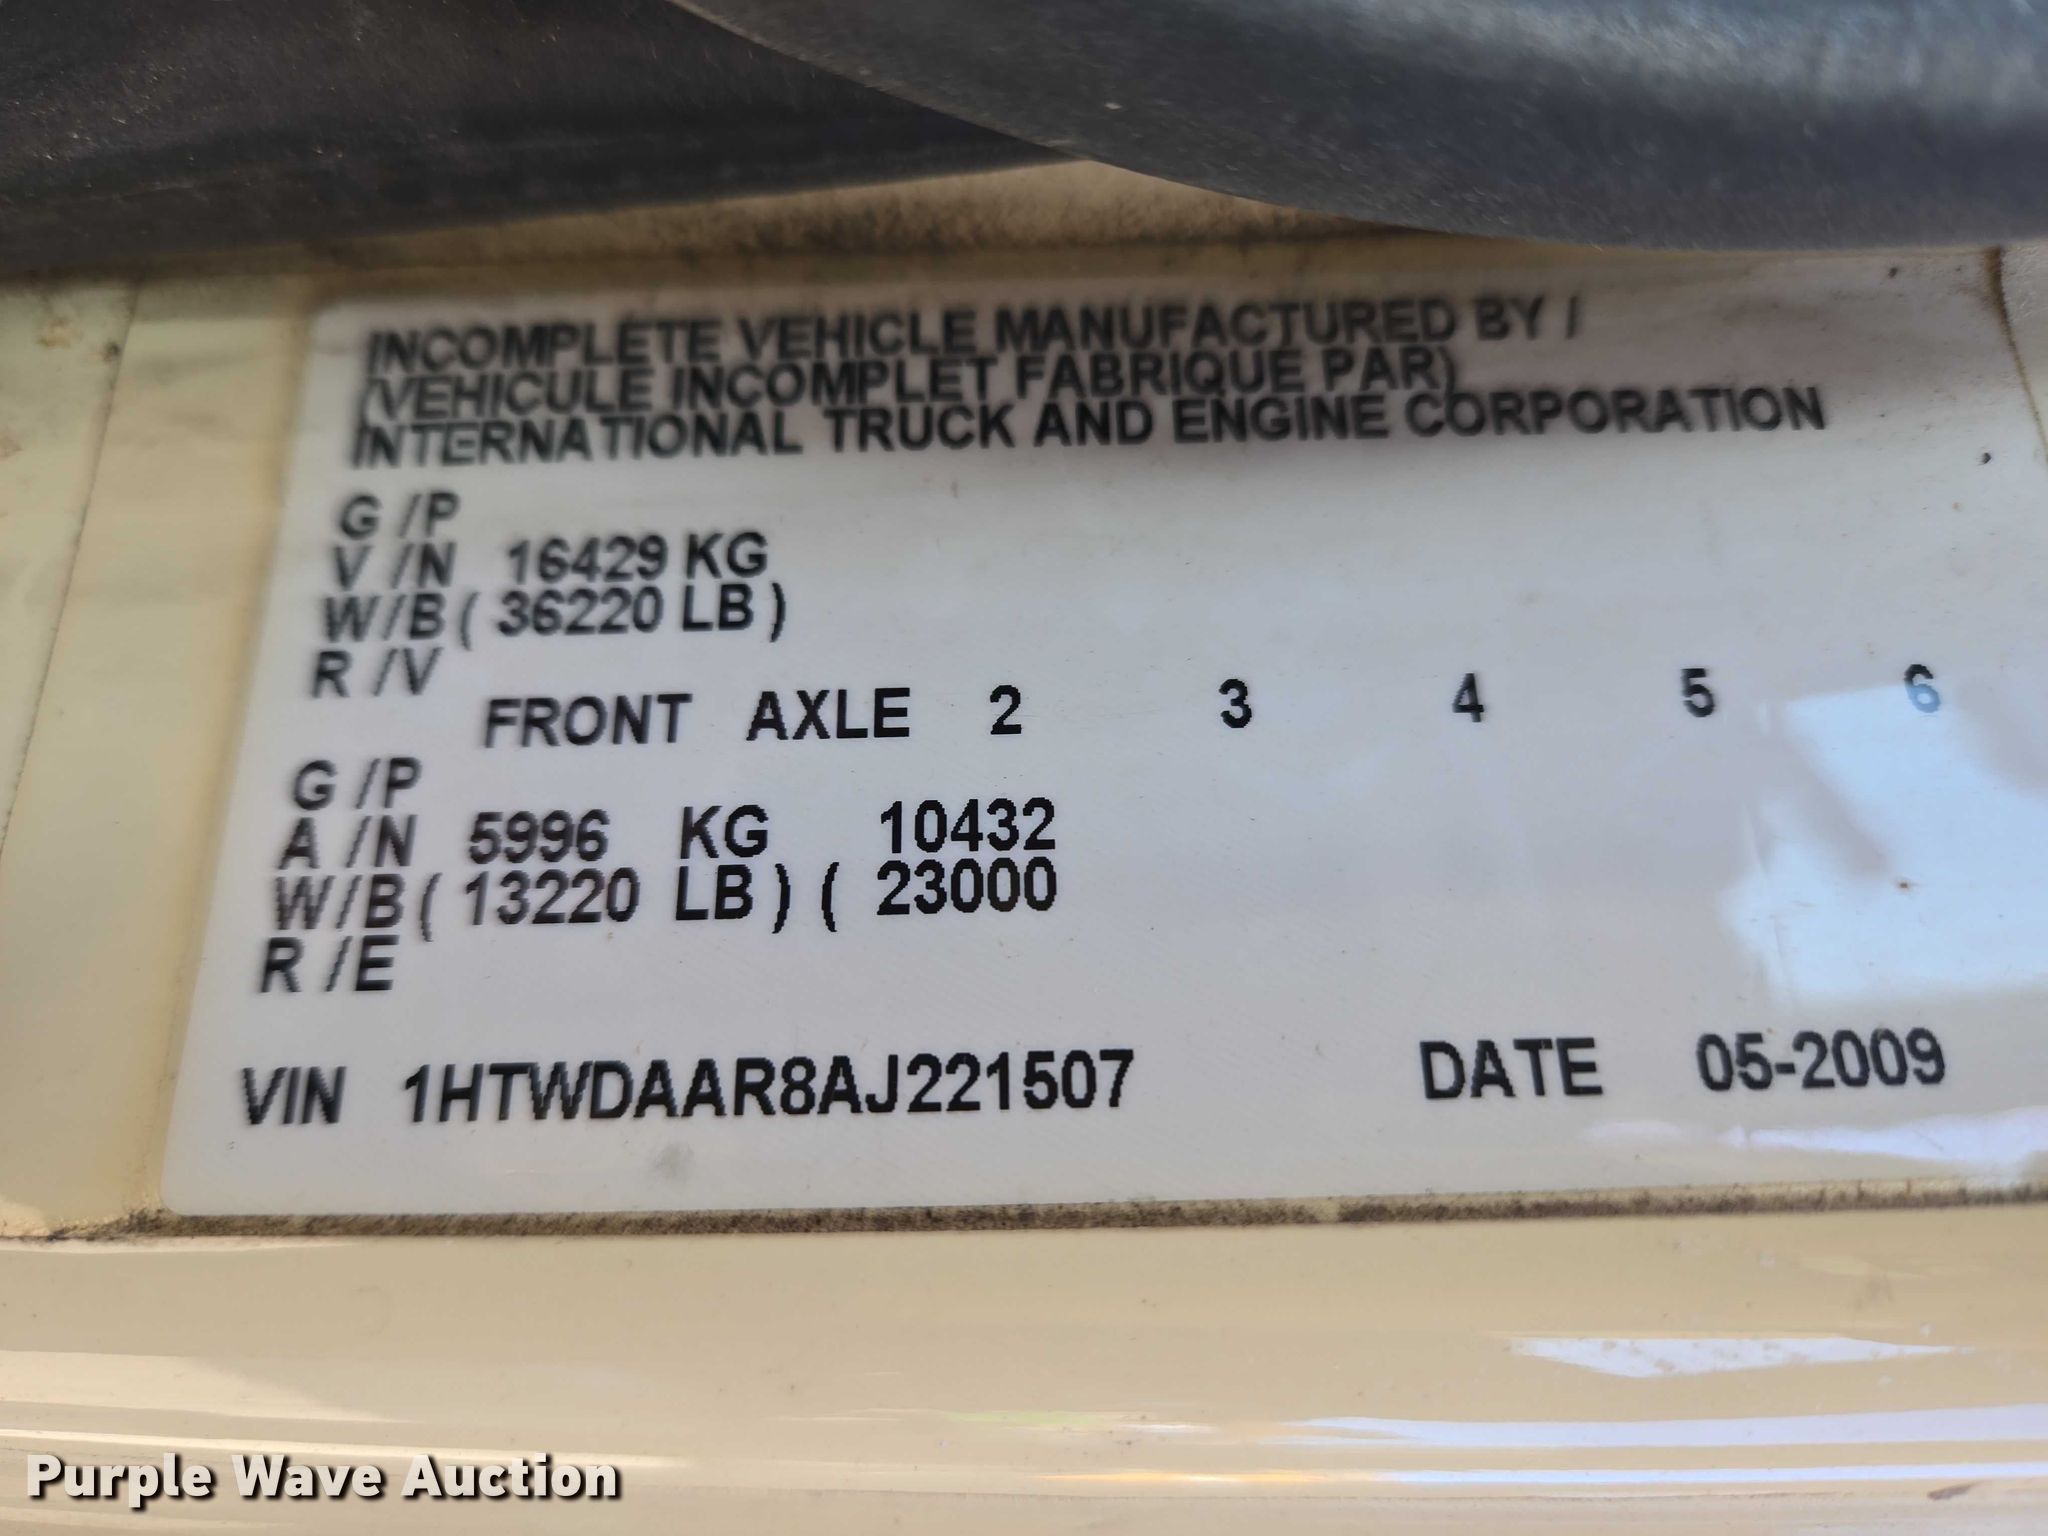 INCOMPLETE VEHICLE MANUFACTURED BY /
(VEHICULE INCOMPLET FABRIQUE PAR)
INTERNATIONAL TRUCK AND ENGINE CORPORATION
G /P
V /N 16429 KG
W/B ( 36220 LB )
R /V
FRONT AXLE 2 3 4 5 6
G /P
A /N 5996 KG 10432
W/B ( 13220 LB ) ( 23000
R /E
VIN 1HTWDAAR8AJ221507 DATE 05-2009
Purple Wave Auction